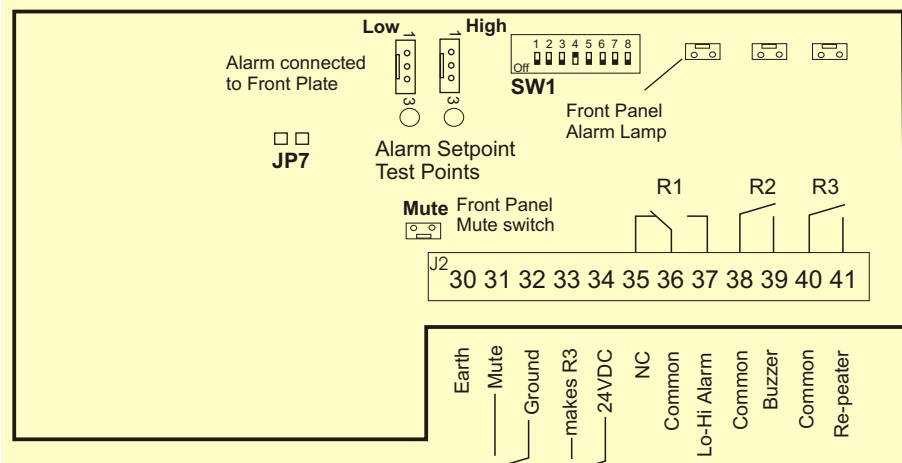 Low 1
1 High
3
3
Alarm connected
to Front Plate
1 2 3 4 5 6 7 8
Off
SW1
Front Panel
Alarm Lamp
JP7
Alarm Setpoint
Test Points
Mute
Front Panel
Mute switch
R1 R2 R3
J2
30 31 32 33 34 35 36 37 38 39 40 41
Earth
Mute
Ground
makes R3
24VDC
NC
Common
Lo-Hi Alarm
Common
Buzzer
Common
Re-peater